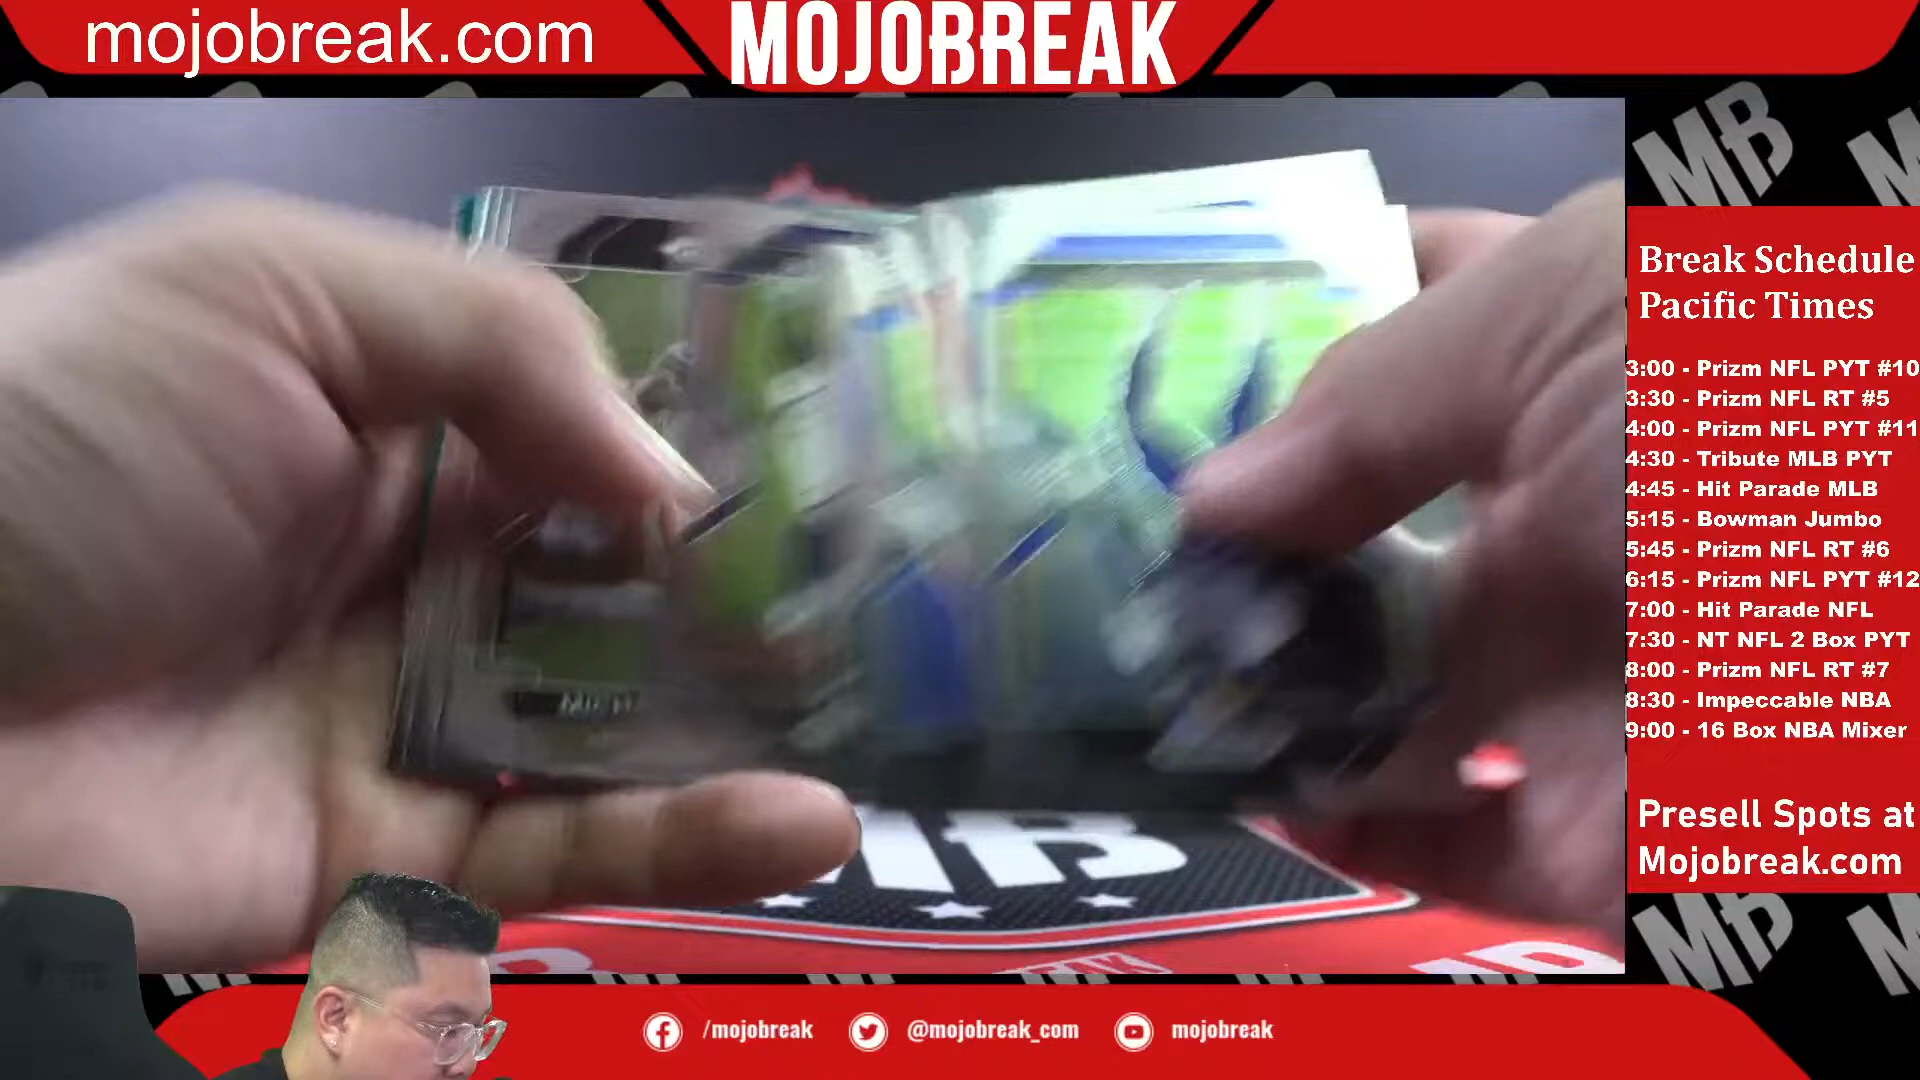 mojobreak.com
MOJOBREAK
Break Schedule
Pacific Times
3:00 - Prizm NFL PYT #10
3:30 - Prizm NFL RT #5
4:00 - Prizm NFL PYT #11
4:30 - Tribute MLB PYT
4:45 - Hit Parade MLB
5:15 - Bowman Jumbo
5:45 - Prizm NFL RT #6
6:15 - Prizm NFL PYT #12
7:00 - Hit Parade NFL
7:30 - NT NFL 2 Box PYT
8:00 - Prizm NFL RT #7
8:30 - Impeccable NBA
9:00 - 16 Box NBA Mixer
Presell Spots at
Mojobreak.com
MB
/mojobreak
@mojobreak_com
mojobreak